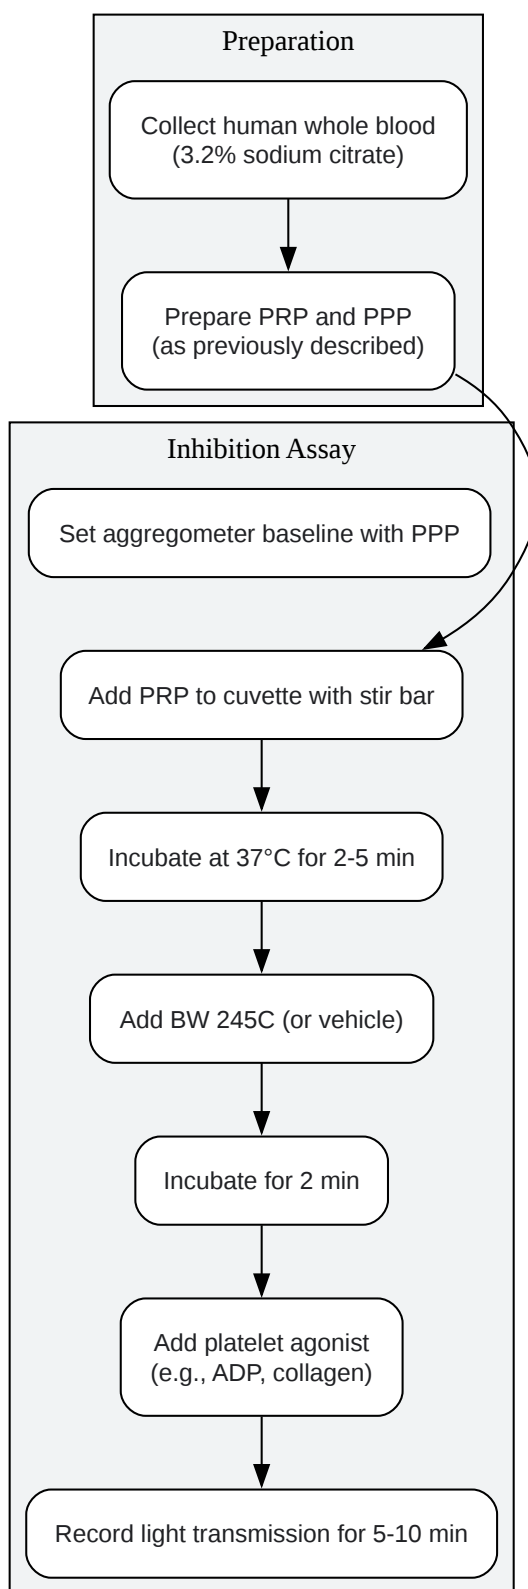 Preparation
Collect human whole blood
(3.2% sodium citrate)
Prepare PRP and PPP
(as previously described)
Inhibition Assay
Set aggregometer baseline with PPP
Add PRP to cuvette with stir bar
Incubate at 37°C for 2-5 min
Add BW 245C (or vehicle)
Incubate for 2 min
Add platelet agonist
(e.g., ADP, collagen)
Record light transmission for 5-10 min